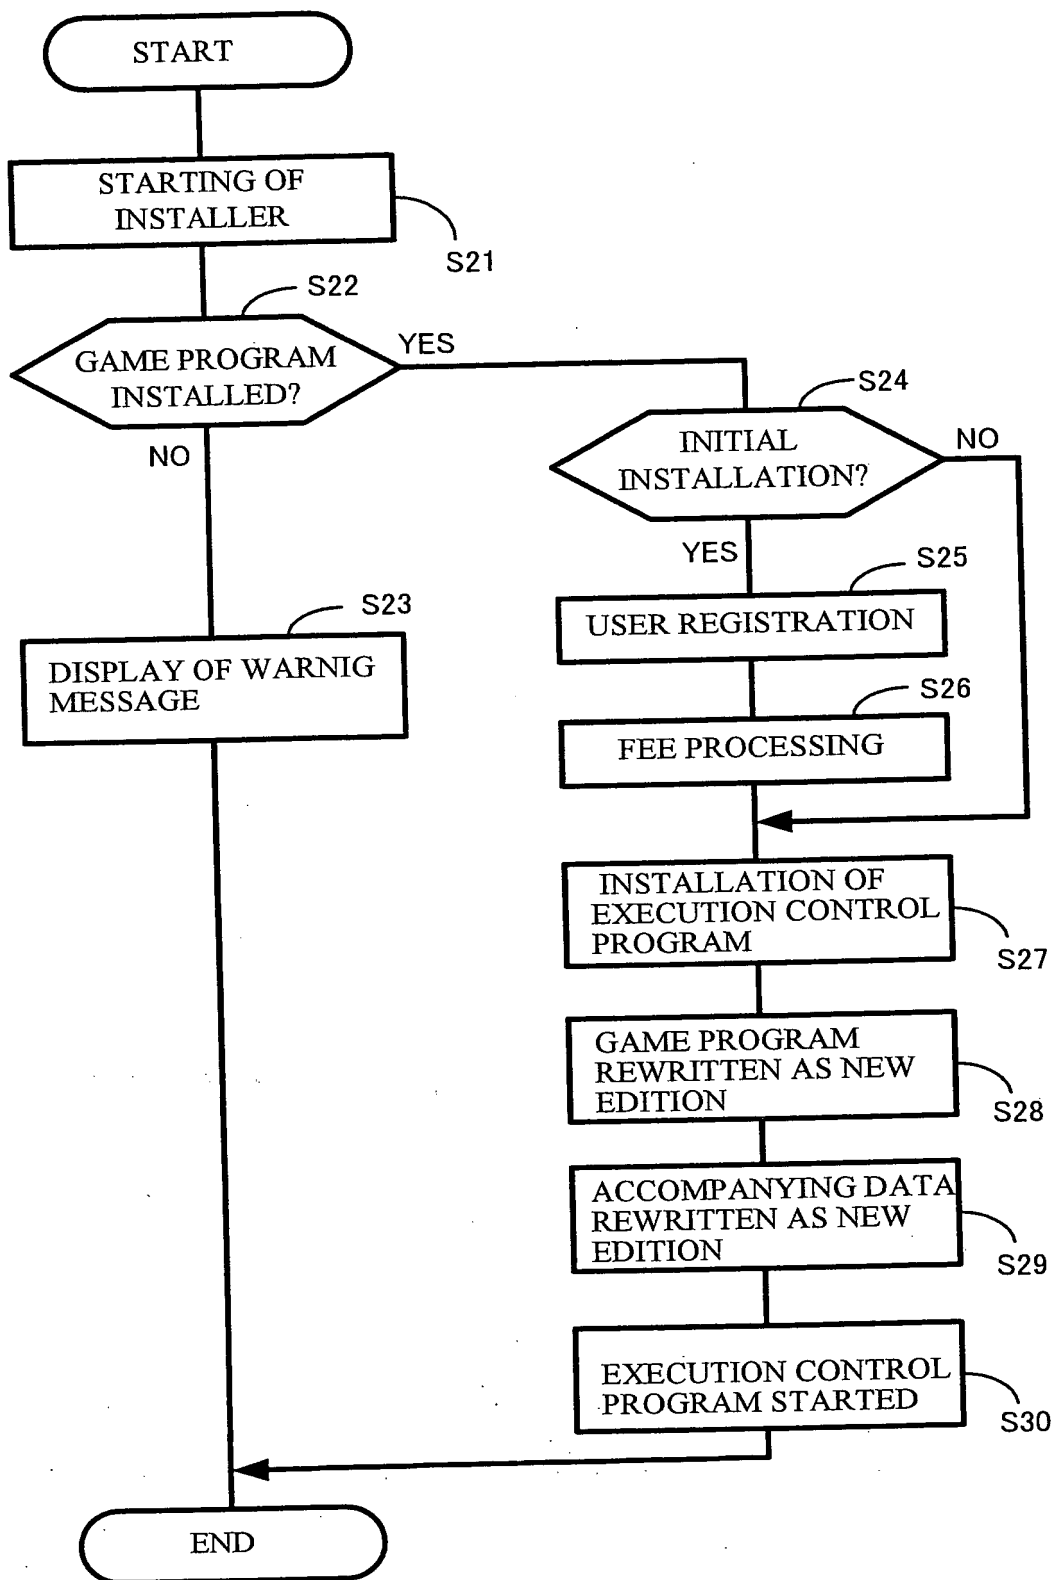 START
STARTING OF
INSTALLER
S21
S22
GAME PROGRAM
INSTALLED?
YES
NO
S23
DISPLAY OF WARNIG
MESSAGE
S24
INITIAL
INSTALLATION?
NO
YES
S25
USER REGISTRATION
S26
FEE PROCESSING
INSTALLATION OF
EXECUTION CONTROL
PROGRAM
S27
GAME PROGRAM
REWRITTEN AS NEW
EDITION
S28
ACCOMPANYING DATA
REWRITTEN AS NEW
EDITION
S29
EXECUTION CONTROL
PROGRAM STARTED
S30
END